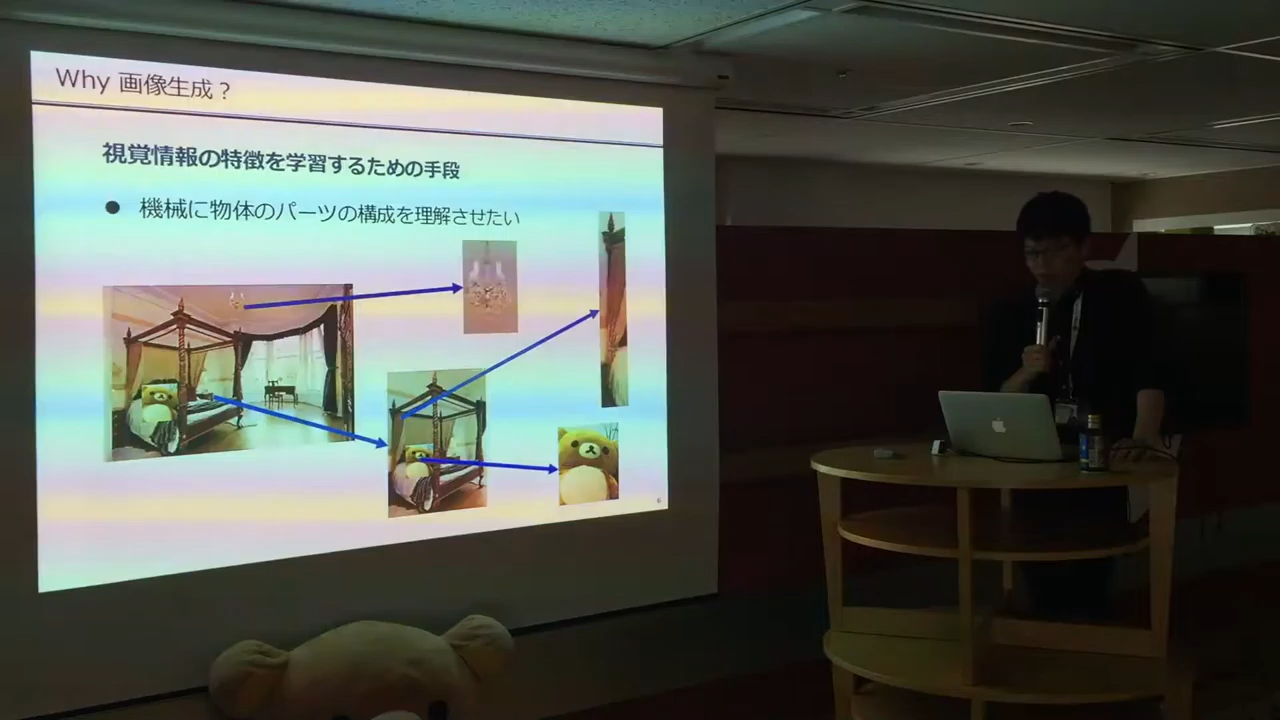 Why 画像生成？
視覚情報の特徴を学習するための手段
● 機械に物体のパーツの構成を理解させたい
6